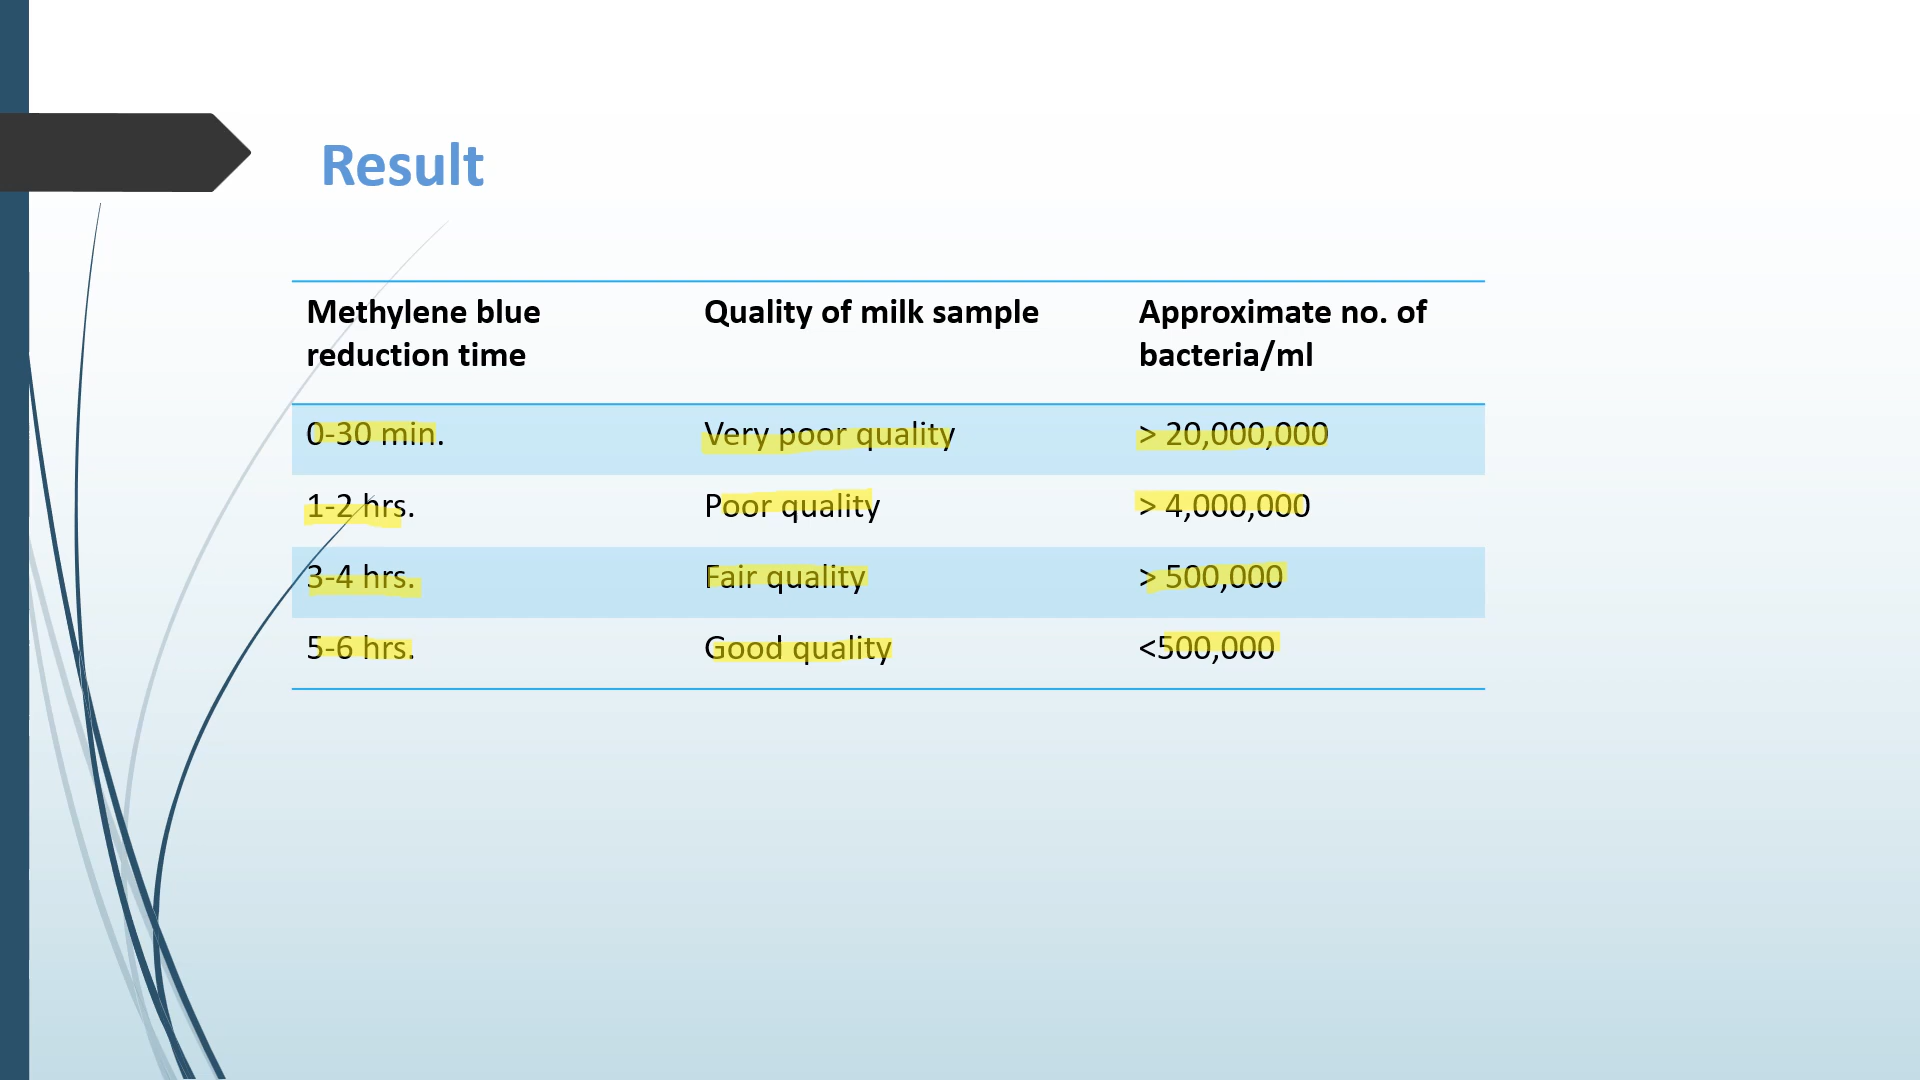 Result
Methylene blue reduction time Quality of milk sample Approximate no. of bacteria/ml
0-30 min. Very poor quality > 20,000,000
1-2 hrs. Poor quality > 4,000,000
3-4 hrs. Fair quality > 500,000
5-6 hrs. Good quality <500,000